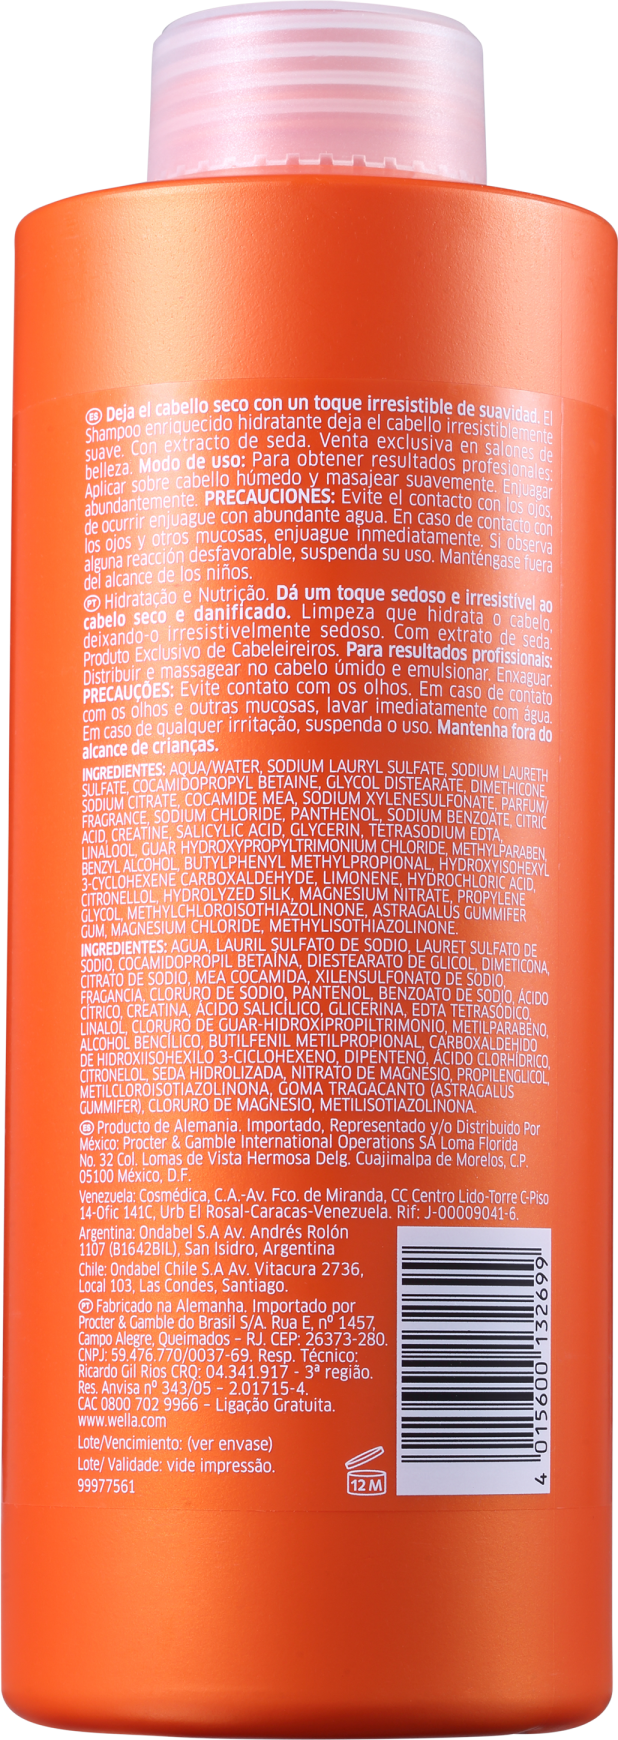 ES Deja el cabello seco con un toque irresistible de suavidad. El
Shampoo enriquecido hidratante deja el cabello irresistiblemente
suave. Con extracto de seda. Venta exclusiva en salones de
belleza. Modo de uso: Para obtener resultados profesionales:
Aplicar sobre cabello húmedo y masajear suavemente. Enjuagar
abundantemente. PRECAUCIONES: Evite el contacto con los ojos,
de ocurrir enjuague con abundante agua. En caso de contacto con
los ojos y otros mucosas, enjuague inmediatamente. Si observa
alguna reacción desfavorable, suspenda su uso. Manténgase fuera
del alcance de los niños.
PT Hidratação e Nutrição. Dá um toque sedoso e irresistível ao
cabelo seco e danificado. Limpeza que hidrata o cabelo,
deixando-o irresistivelmente sedoso. Com extrato de seda.
Produto Exclusivo de Cabeleireiros. Para resultados profissionais:
Distribuir e massagear no cabelo úmido e emulsionar. Enxaguar.
PRECAUÇÕES: Evite contato com os olhos. Em caso de contato
com os olhos e outras mucosas, lavar imediatamente com água.
Em caso de qualquer irritação, suspenda o uso. Mantenha fora do
alcance de crianças.
INGREDIENTES: AQUA/WATER, SODIUM LAURYL SULFATE, SODIUM LAURETH
SULFATE, COCAMIDOPROPYL BETAINE, GLYCOL DISTEARATE, DIMETHICONE,
SODIUM CITRATE, COCAMIDE MEA, SODIUM XYLENESULFONATE, PARFUM/
FRAGRANCE, SODIUM CHLORIDE, PANTHENOL, SODIUM BENZOATE, CITRIC
ACID, CREATINE, SALICYLIC ACID, GLYCERIN, TETRASODIUM EDTA,
LINALOOL, GUAR HYDROXYPROPYLTRIMONIUM CHLORIDE, METHYLPARABEN,
BENZYL ALCOHOL, BUTYLPHENYL METHYLPROPIONAL, HYDROXYISOHEXYL
3-CYCLOHEXENE CARBOXALDEHYDE, LIMONENE, HYDROCHLORIC ACID,
CITRONELLOL, HYDROLYZED SILK, MAGNESIUM NITRATE, PROPYLENE
GLYCOL, METHYLCHLOROISOTHIAZOLINONE, ASTRAGALUS GUMMIFER
GUM, MAGNESIUM CHLORIDE, METHYLISOTHIAZOLINONE.
INGREDIENTES: AGUA, LAURIL SULFATO DE SODIO, LAURET SULFATO DE
SODIO, COCAMIDOPROPIL BETAÍNA, DIESTEARATO DE GLICOL, DIMETICONA,
CITRATO DE SODIO, MEA COCAMIDA, XILENSULFONATO DE SODIO,
FRAGANCIA, CLORURO DE SODIO, PANTENOL, BENZOATO DE SODIO, ÁCIDO
CÍTRICO, CREATINA, ÁCIDO SALICÍLICO, GLICERINA, EDTA TETRASÓDICO,
LINALOL, CLORURO DE GUAR-HIDROXIPROPILTRIMONIO, METILPARABENO,
ALCOHOL BENCÍLICO, BUTILFENIL METILPROPIONAL, CARBOXALDEHIDO
DE HIDROXIISOHEXILO 3-CICLOHEXENO, DIPENTENO, ÁCIDO CLORHÍDRICO,
CITRONELOL, SEDA HIDROLIZADA, NITRATO DE MAGNESIO, PROPILENGLICOL,
METILCLOROISOTIAZOLINONA, GOMA TRAGACANTO (ASTRAGALUS
GUMMIFER), CLORURO DE MAGNESIO, METILISOTIAZOLINONA.
ES Producto de Alemania. Importado, Representado y/o Distribuido Por
México: Procter & Gamble International Operations SA Loma Florida
No. 32 Col. Lomas de Vista Hermosa Delg. Cuajimalpa de Morelos, C.P.
05100 México, D.F.
Venezuela: Cosmédica, C.A.-Av. Fco. de Miranda, CC Centro Lido-Torre C-Piso
14-Ofic 141C, Urb El Rosal-Caracas-Venezuela. Rif: J-00009041-6.
Argentina: Ondabel S.A Av. Andrés Rolón
1107 (B1642BIL), San Isidro, Argentina
Chile: Ondabel Chile S.A Av. Vitacura 2736,
Local 103, Las Condes, Santiago.
PT Fabricado na Alemanha. Importado por
Procter & Gamble do Brasil S/A. Rua E, nº 1457,
Campo Alegre, Queimados – RJ. CEP: 26373-280.
CNPJ: 59.476.770/0037-69. Resp. Técnico:
Ricardo Gil Rios CRQ: 04.341.917 - 3ª região.
Res. Anvisa nº 343/05 – 2.01715-4.
CAC 0800 702 9966 – Ligação Gratuita.
www.wella.com
Lote/Vencimiento: (ver envase)
Lote/ Validade: vide impressão.
99977561
12 M
4 015600 132699